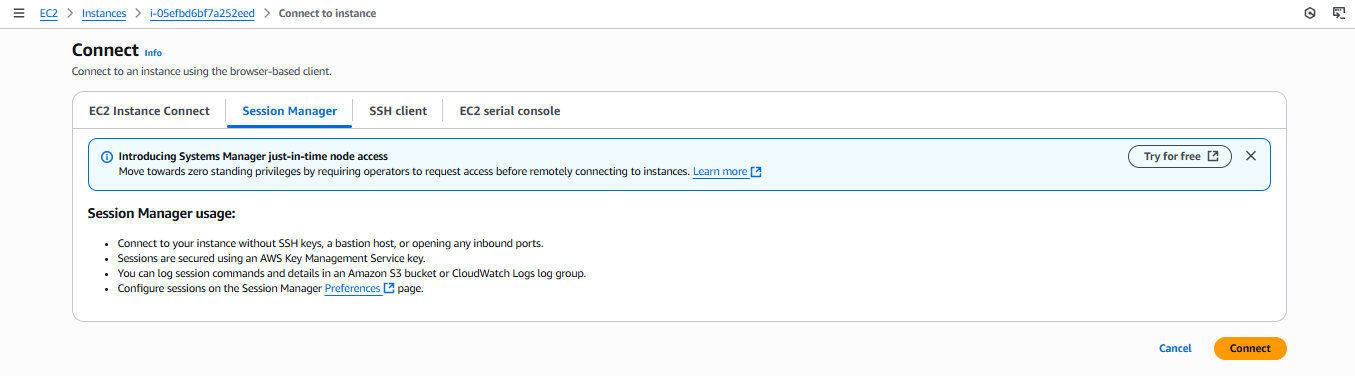 EC2 > Instances > i-05efbd6bf7a252eed > Connect to instance
Connect Info
Connect to an instance using the browser-based client.
EC2 Instance Connect Session Manager SSH client EC2 serial console
Introducing Systems Manager just-in-time node access
Move towards zero standing privileges by requiring operators to request access before remotely connecting to instances. Learn more
Try for free
Session Manager usage:
• Connect to your instance without SSH keys, a bastion host, or opening any inbound ports.
• Sessions are secured using an AWS Key Management Service key.
• You can log session commands and details in an Amazon S3 bucket or CloudWatch Logs log group.
• Configure sessions on the Session Manager Preferences page.
Cancel Connect